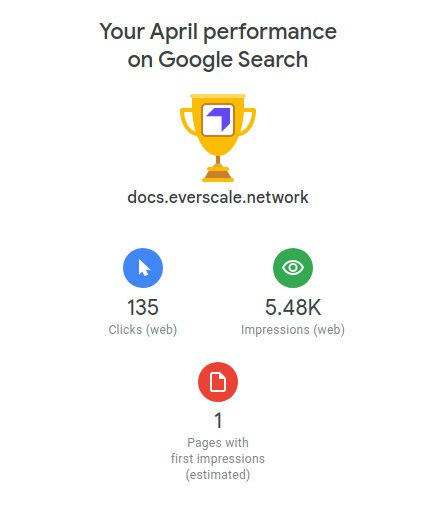 Your April performance
on Google Search
docs.everscale.network
135
Clicks (web)
5.48K
Impressions (web)
1
Pages with
first impressions
(estimated)